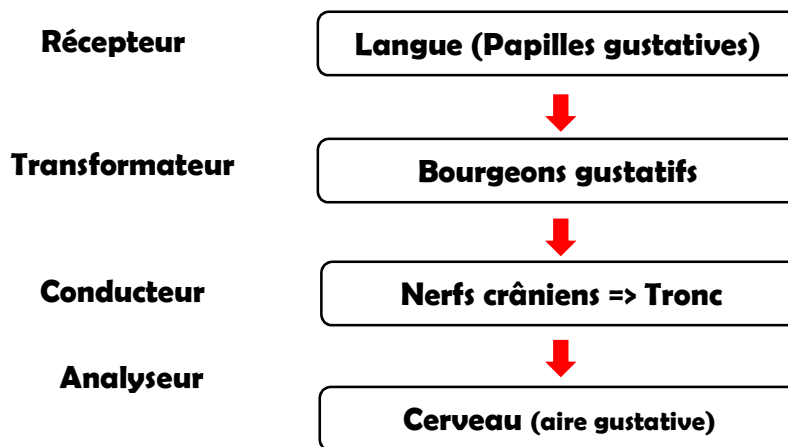 Récepteur
Langue (Papilles gustatives)
Transformateur
Bourgeons gustatifs
Conducteur
Nerfs crâniens => Tronc
Analyseur
Cerveau (aire gustative)